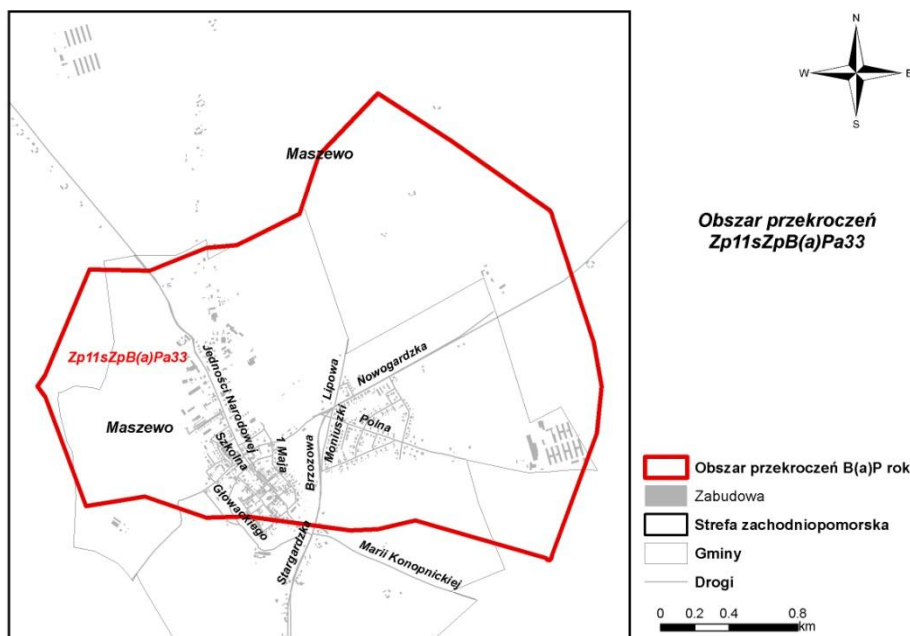 N
W
E
S
Obszar przekroczeń
Zp11sZpB(a)Pa33
Maszewo
Zp11sZpB(a)Pa33
Jedności Narodowej
Lipowa
Nowogardzka
Maszewo
Szkolna
1 Maja
Brzozowa
Moniuszki
Polna
Głowackiego
Stargardzka
Marii Konopnickiej
Obszar przekroczeń B(a)P rok
Zabudowa
Strefa zachodniopomorska
Gminy
Drogi
0 0.2 0.4 0.8
km